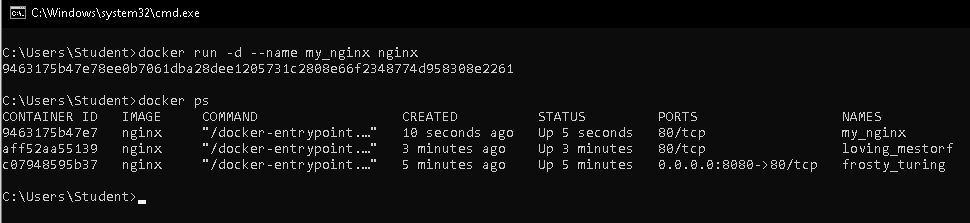 C:\Windows\system32\cmd.exe
C:\Users\Student>docker run -d --name my_nginx nginx
9463175b47e78ee0b7061dba28dee1205731c2808e66f2348774d958308e2261
C:\Users\Student>docker ps
CONTAINER ID   IMAGE     COMMAND                  CREATED          STATUS         PORTS                  NAMES
9463175b47e7   nginx     "/docker-entrypoint.…"   10 seconds ago   Up 5 seconds   80/tcp                 my_nginx
aff52aa55139   nginx     "/docker-entrypoint.…"   3 minutes ago    Up 3 minutes   80/tcp                 loving_mestorf
c07948595b37   nginx     "/docker-entrypoint.…"   5 minutes ago    Up 5 minutes   0.0.0.0:8080->80/tcp   frosty_turing
C:\Users\Student>